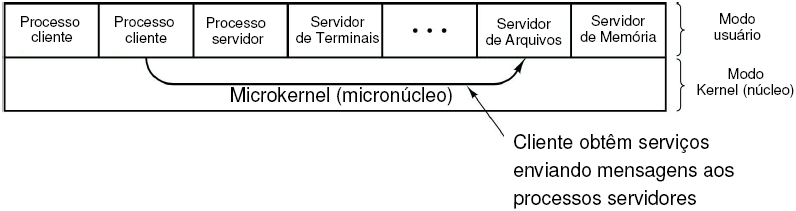 Processo
cliente
Processo
cliente
Processo
servidor
Servidor
de Terminais
• • •
Servidor
de Arquivos
Servidor
de Memória
Modo
usuário
Microkernel (micronúcleo)
Modo
Kernel (núcleo)
Cliente obtêm serviços
enviando mensagens aos
processos servidores